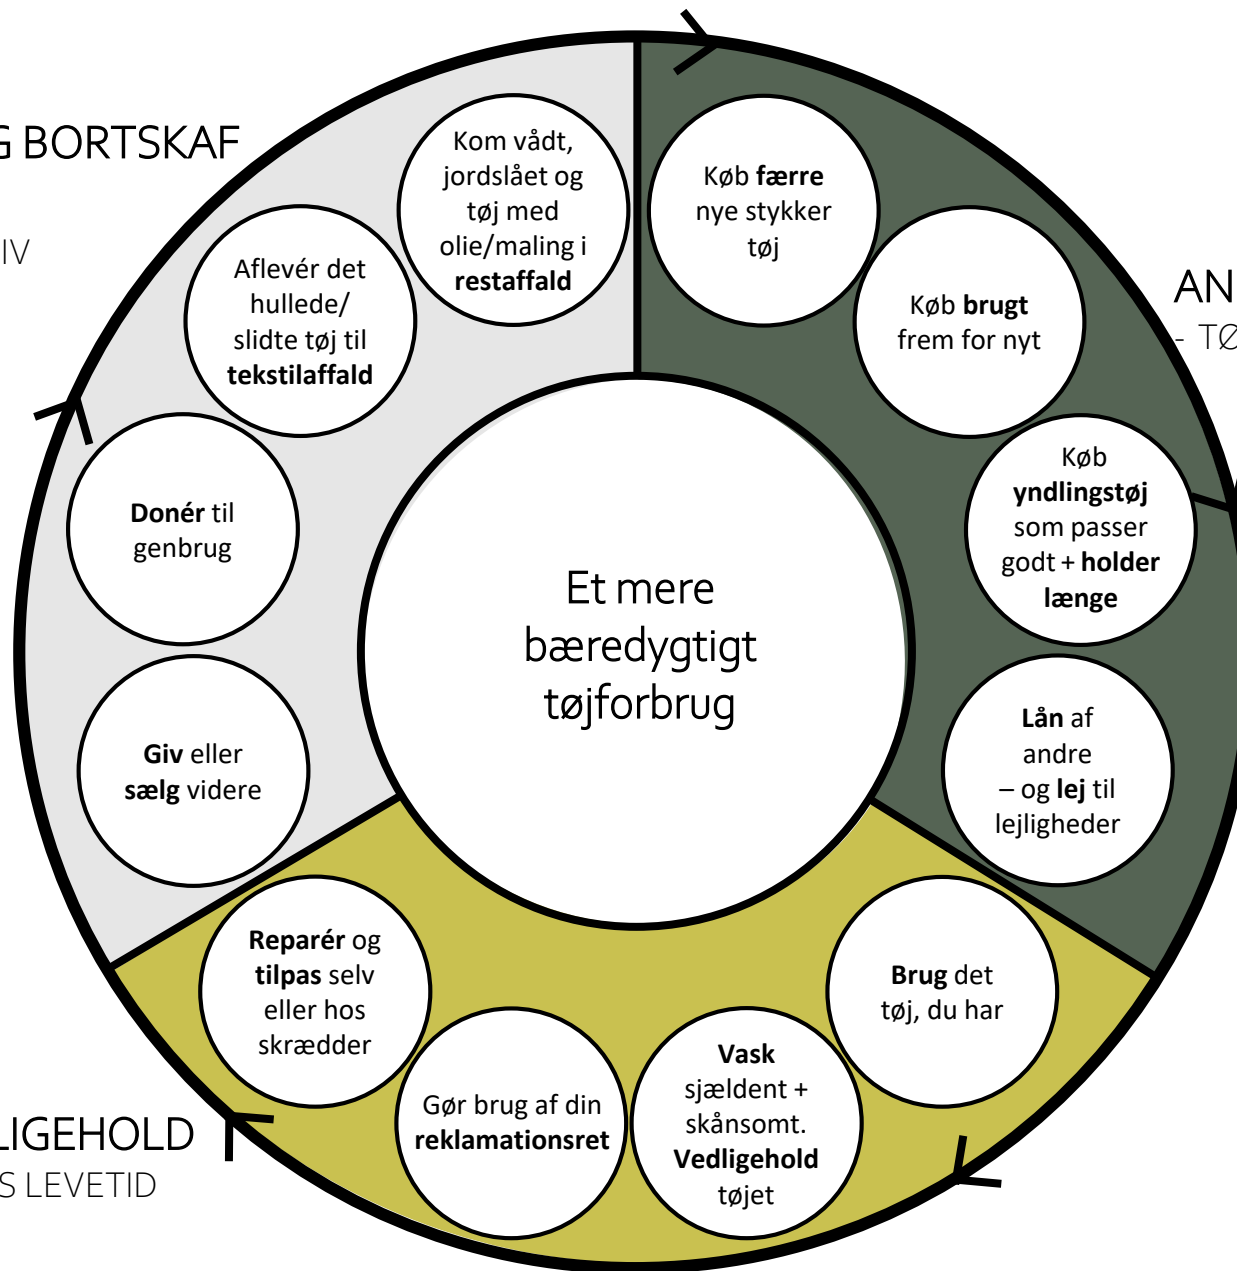 G BORTSKAF
IV
Kom vådt,
jordslået og
tøj med
olie/maling i
restaffald
Køb færre
nye stykker
tøj
Aflevér det
hullede/
slidte tøj til
tekstilaffald
Køb brugt
frem for nyt
AN
- TØ
Donér til
genbrug
Køb
yndlingstøj
som passer
godt + holder
længe
Et mere
bæredygtigt
tøjforbrug
Giv eller
sælg videre
Lån af
andre
– og lej til
lejligheder
Reparér og
tilpas selv
eller hos
skrædder
Brug det
tøj, du har
Gør brug af din
reklamationsret
Vask
sjældent +
skånsomt.
Vedligehold
tøjet
LIGEHOLD
S LEVETID